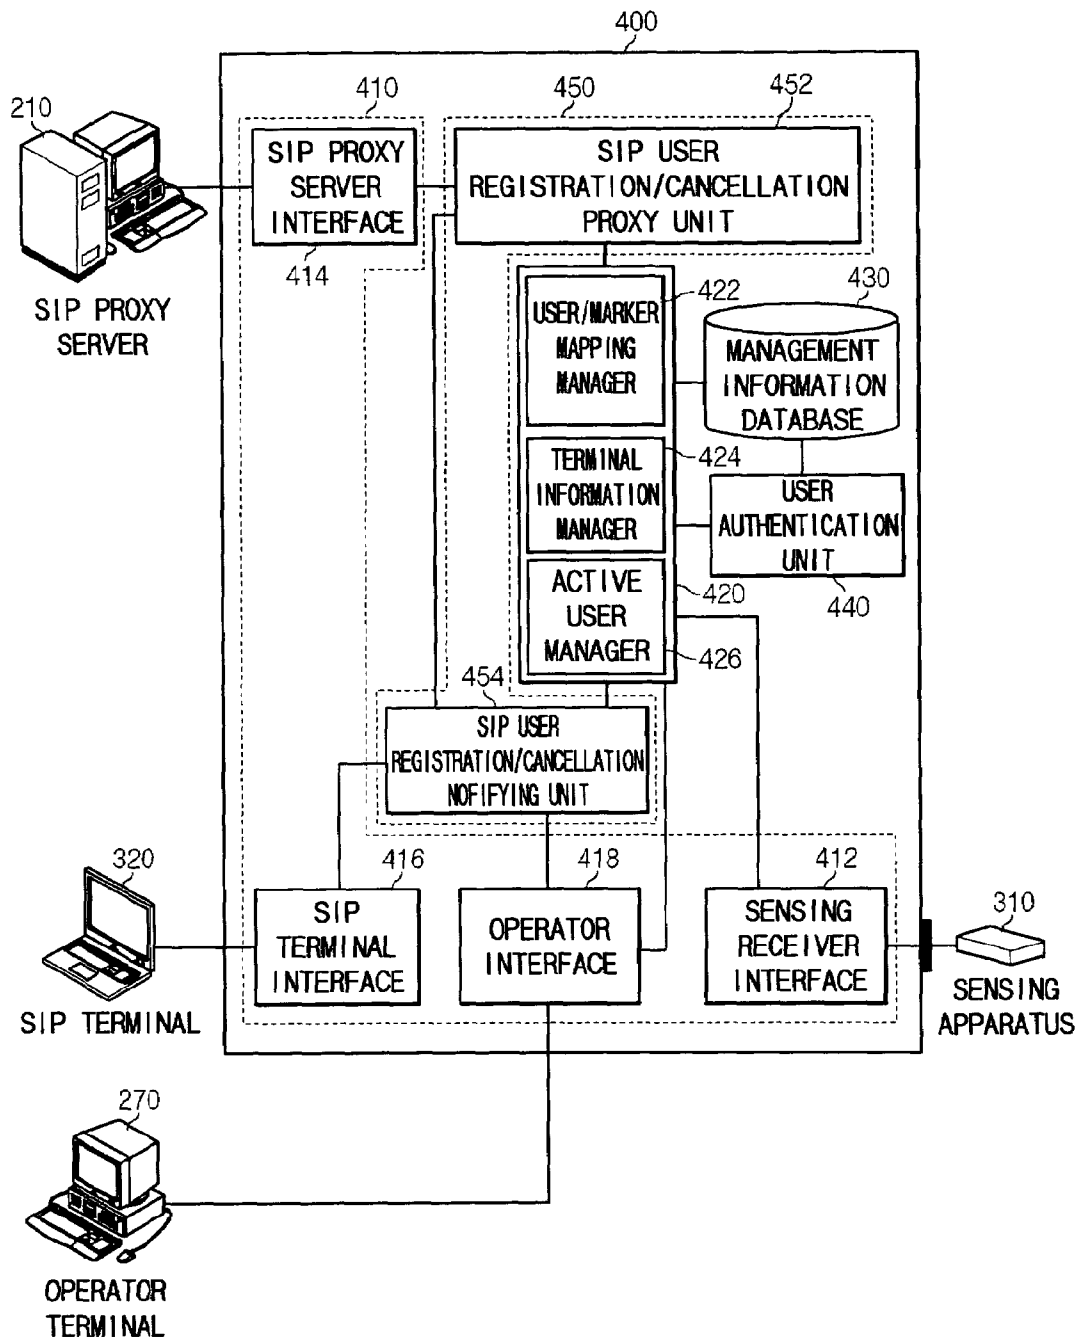 400
210
410
450
452
SIP PROXY
SERVER
INTERFACE
414
SIP USER
REGISTRATION/CANCELLATION
PROXY UNIT
SIP PROXY
SERVER
USER/MARKER
MAPPING
MANAGER
422
430
MANAGEMENT
INFORMATION
DATABASE
TERMINAL
INFORMATION
MANAGER
424
USER
AUTHENTICATION
UNIT
440
ACTIVE
USER
MANAGER
420
426
454
SIP USER
REGISTRATION/CANCELLATION
NOFIFYING UNIT
320
416
418
412
310
SIP
TERMINAL
INTERFACE
OPERATOR
INTERFACE
SENSING
RECEIVER
INTERFACE
SIP TERMINAL
SENSING
APPARATUS
270
OPERATOR
TERMINAL